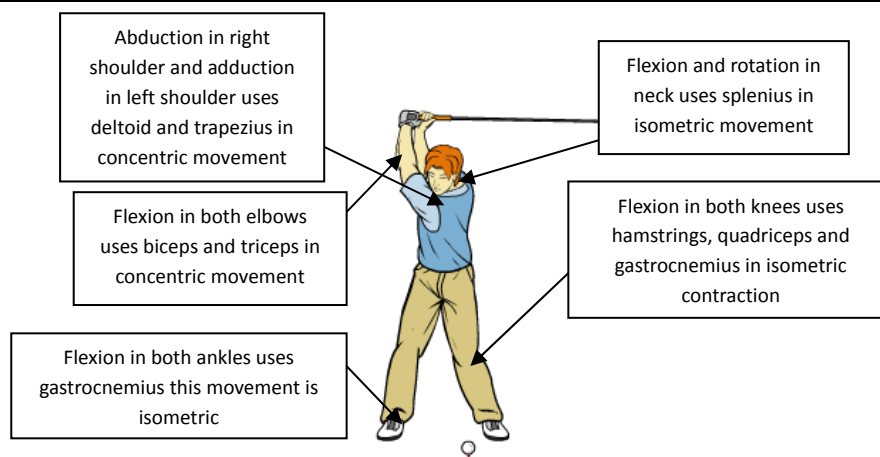 Abduction in right
shoulder and adduction
in left shoulder uses
deltoid and trapezius in
concentric movement
Flexion and rotation in
neck uses splenius in
isometric movement
Flexion in both elbows
uses biceps and triceps in
concentric movement
Flexion in both knees uses
hamstrings, quadriceps and
gastrocnemius in isometric
contraction
Flexion in both ankles uses
gastrocnemius this movement is
isometric